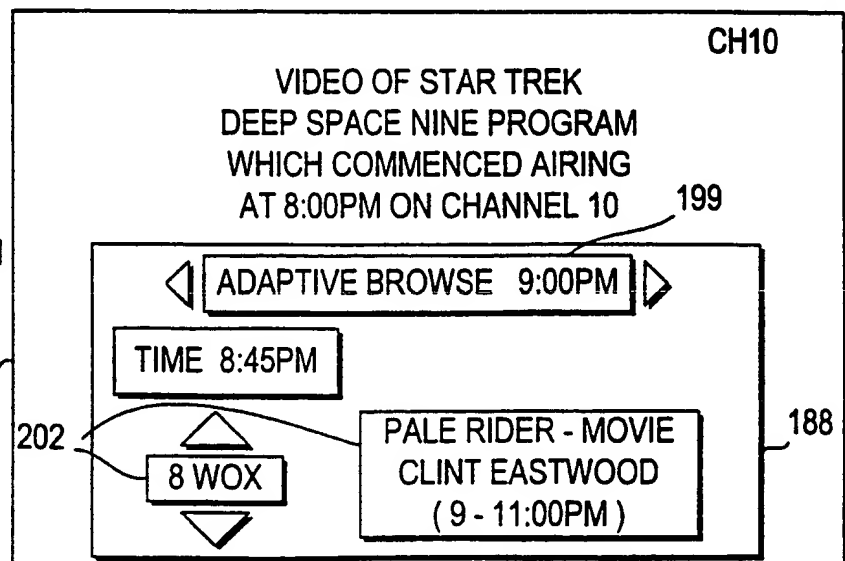 CH10
VIDEO OF STAR TREK
DEEP SPACE NINE PROGRAM
WHICH COMMENCED AIRING
AT 8:00PM ON CHANNEL 10
199
ADAPTIVE BROWSE 9:00PM
TIME 8:45PM
202
8 WOX
PALE RIDER - MOVIE
CLINT EASTWOOD
( 9 - 11:00PM )
188